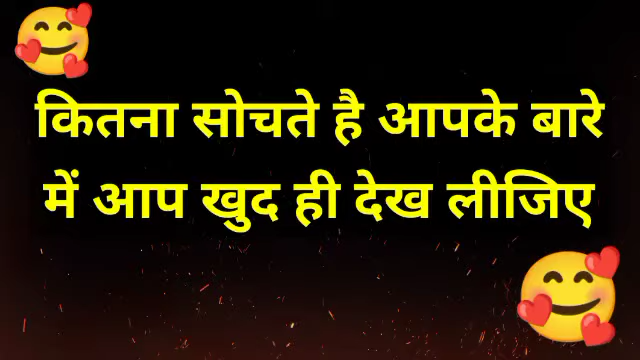 कितना सोचते है आपके बारे
में आप खुद ही देख लीजिए